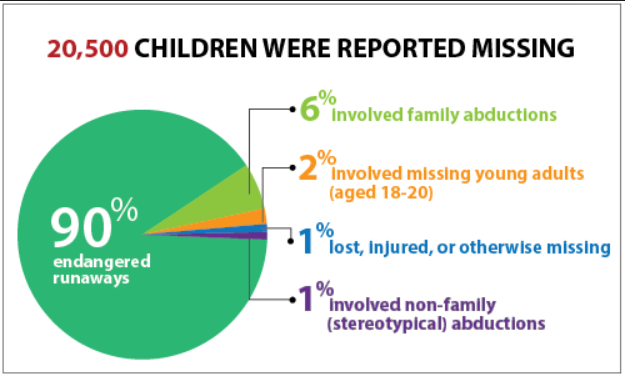 20,500 CHILDREN WERE REPORTED MISSING
6%
involved family abductions
2%
involved missing young adults
(aged 18-20)
90%
endangered
runaways
1%
lost, injured, or otherwise missing
1%
involved non-family
(stereotypical) abductions